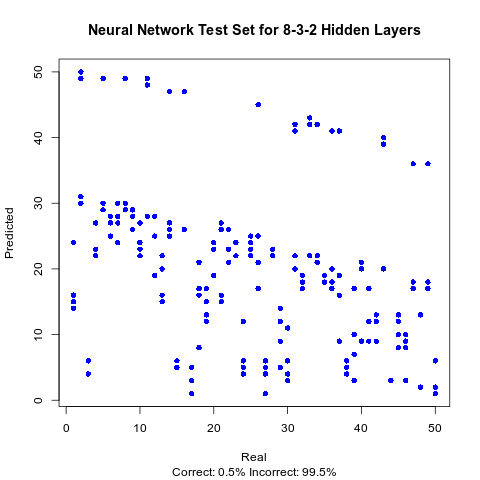 Neural Network Test Set for 8-3-2 Hidden Layers
Predicted
50
40
30
20
10
0
0 10 20 30 40 50
Real
Correct: 0.5% Incorrect: 99.5%